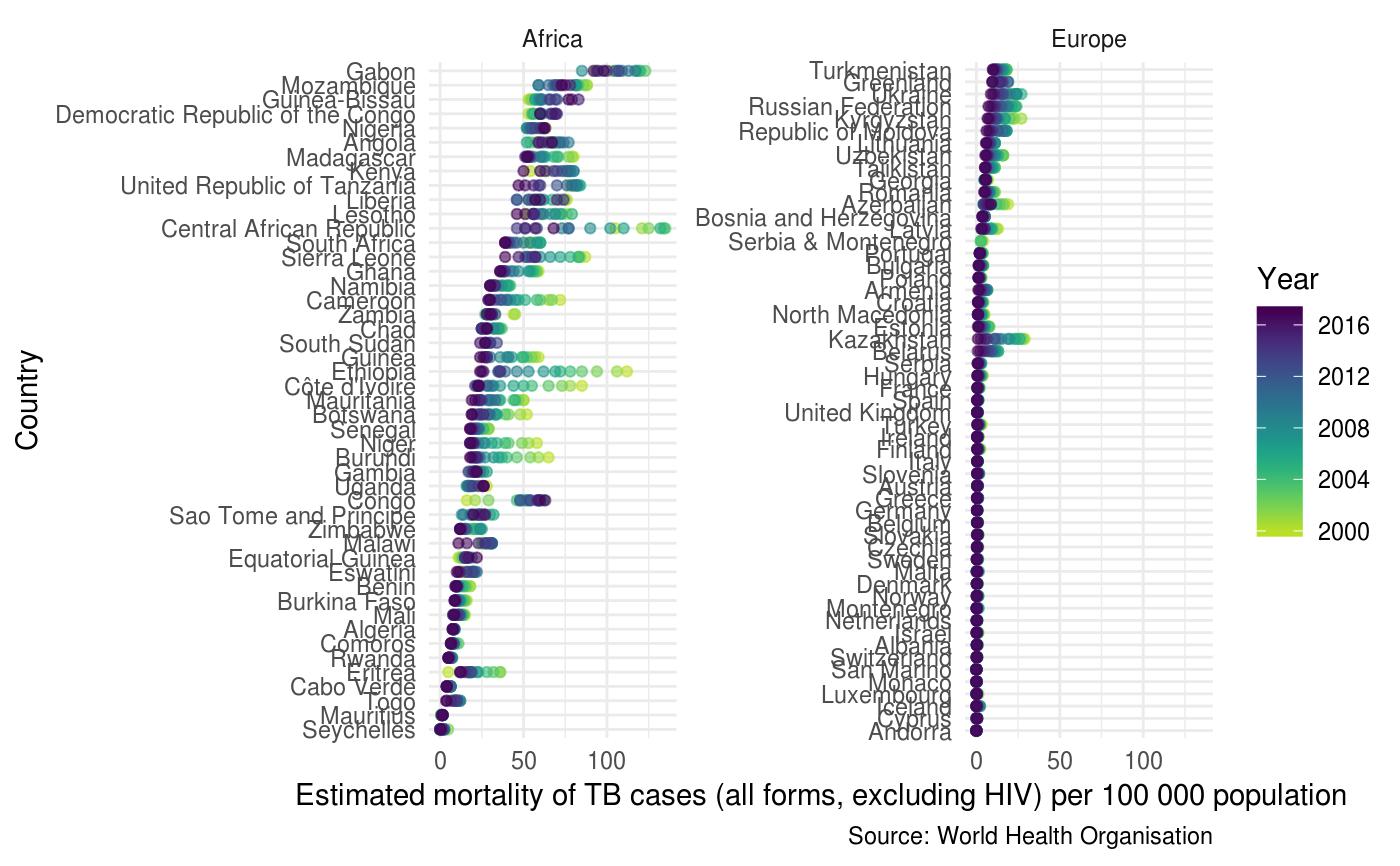 Africa
Europe
Country
Gabon
Mozambique
Guinea-Bissau
Democratic Republic of the Congo
Nigeria
Angola
Madagascar
Kenya
United Republic of Tanzania
Liberia
Lesotho
Central African Republic
South Africa
Sierra Leone
Ghana
Namibia
Cameroon
Zambia
Chad
South Sudan
Guinea
Ethiopia
Côte d'Ivoire
Mauritania
Botswana
Senegal
Niger
Burundi
Gambia
Uganda
Congo
Sao Tome and Principe
Zimbabwe
Malawi
Equatorial Guinea
Eswatini
Benin
Burkina Faso
Mali
Algeria
Comoros
Rwanda
Eritrea
Cabo Verde
Togo
Mauritius
Seychelles
0 50 100
Turkmenistan
Greenland
Ukraine
Russian Federation
Kyrgyzstan
Republic of Moldova
Lithuania
Uzbekistan
Tajikistan
Georgia
Romania
Azerbaijan
Bosnia and Herzegovina
Latvia
Serbia & Montenegro
Portugal
Bulgaria
Poland
Armenia
Croatia
North Macedonia
Estonia
Kazakhstan
Belarus
Serbia
Hungary
France
Spain
United Kingdom
Turkey
Ireland
Finland
Italy
Slovenia
Austria
Greece
Germany
Belgium
Slovakia
Czechia
Sweden
Malta
Denmark
Norway
Montenegro
Netherlands
Israel
Albania
Switzerland
San Marino
Monaco
Luxembourg
Iceland
Cyprus
Andorra
0 50 100
Year
2016
2012
2008
2004
2000
Estimated mortality of TB cases (all forms, excluding HIV) per 100 000 population
Source: World Health Organisation